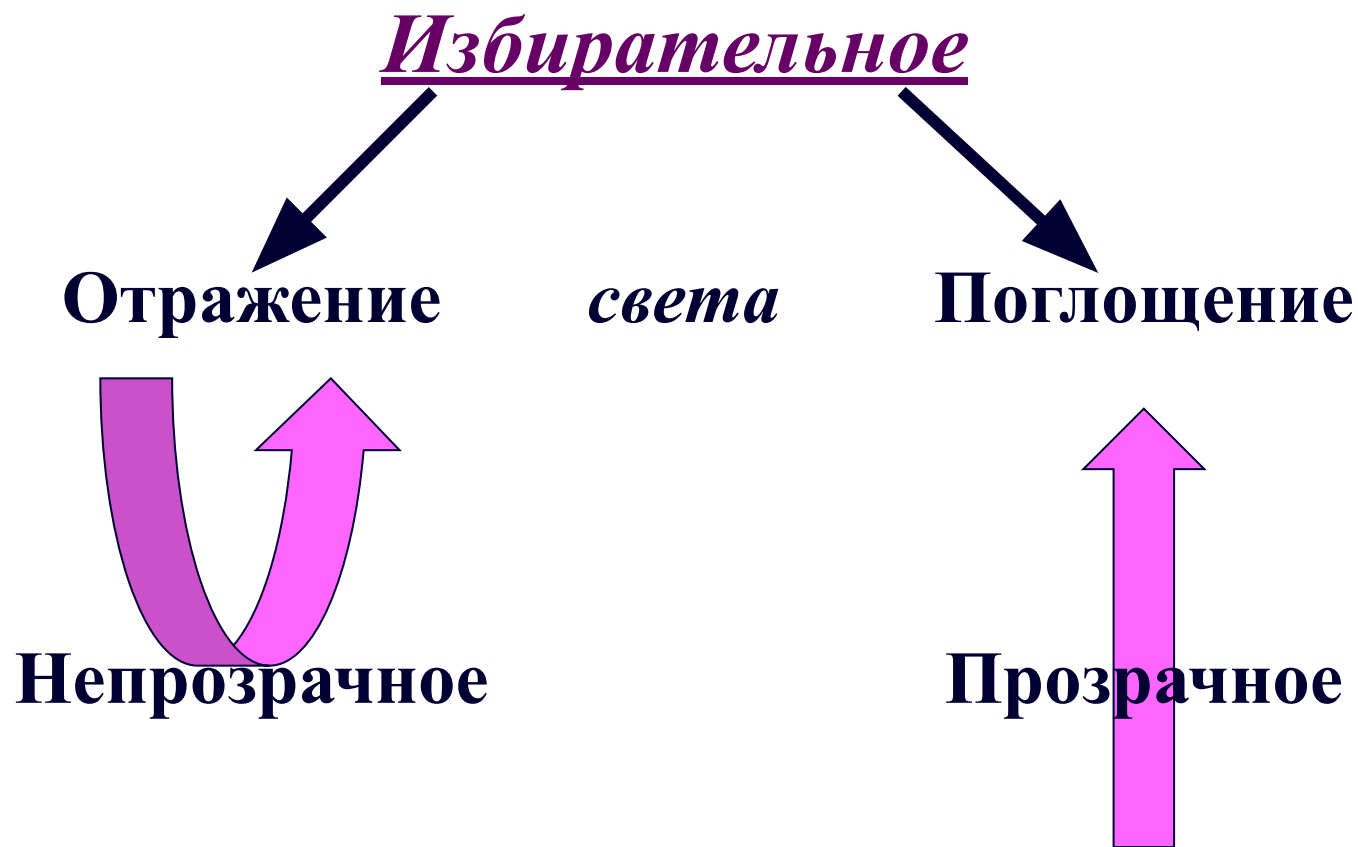 Избирательное
Отражение света Поглощение
Непрозрачное Прозрачное